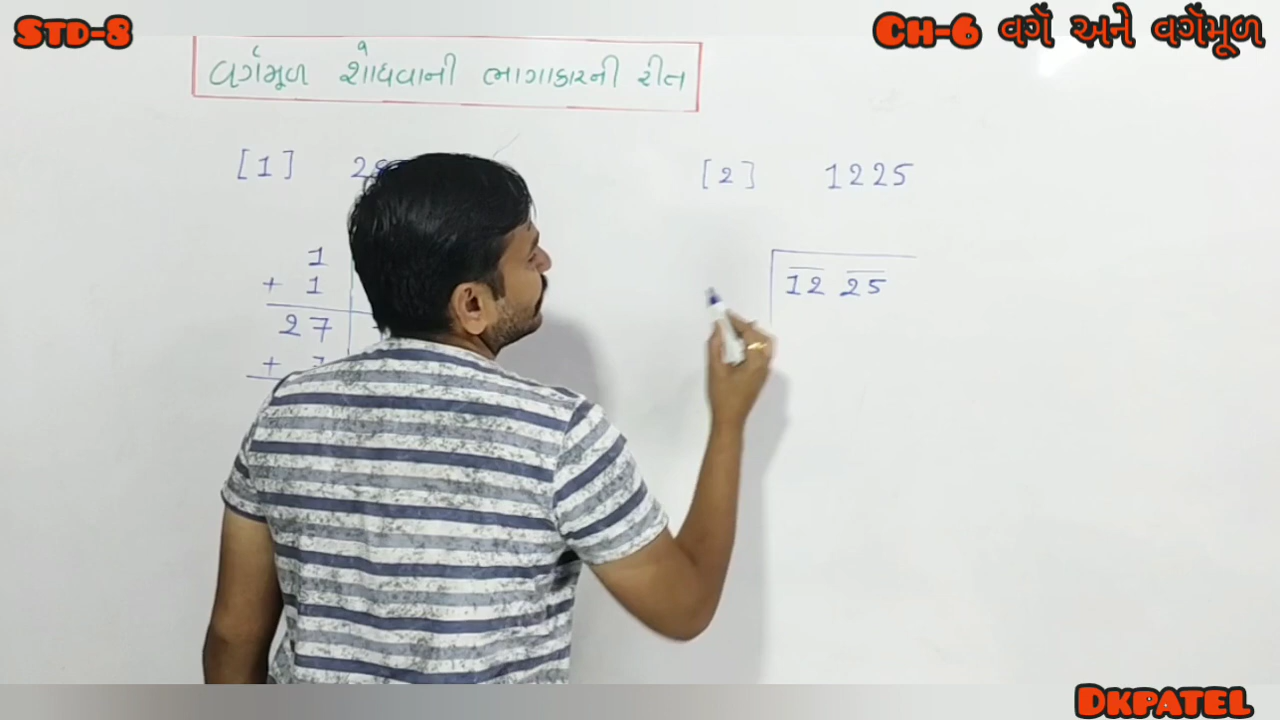 STD-8
CH-6 વર્ગ અને વર્ગમૂળ
વર્ગમૂળ શોધવાની ભાગાકારની રીત
[1]
[2] 1225
1
+ 1
27
+
12 25
DKPATEL